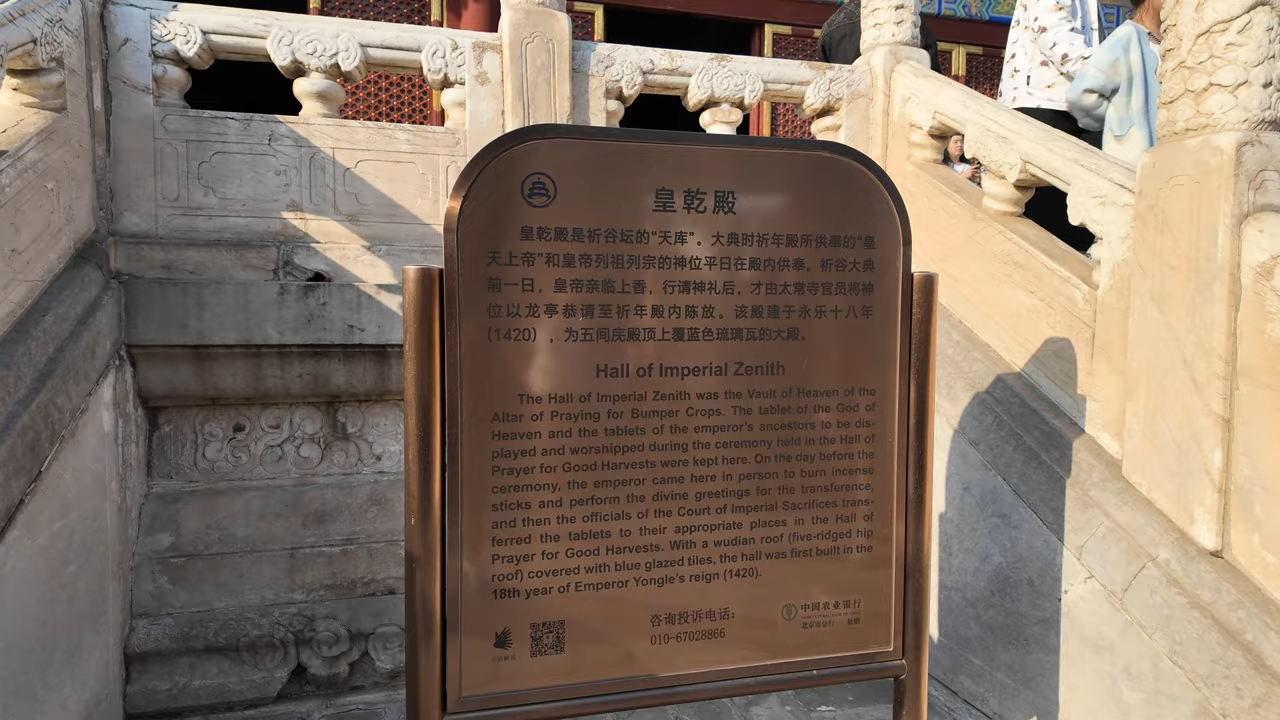 皇乾殿
皇乾殿是祈谷坛的“天库”。大典时祈年殿所供奉的“皇
天上帝”和皇帝列祖列宗的神位平日在殿内供奉。祈谷大典
前一日，皇帝亲临上香，行请神礼后，才由太常寺官员将神
位以龙亭恭请至祈年殿内陈放。该殿建于永乐十八年
(1420)，为五间庑殿顶上覆蓝色琉璃瓦的大殿。
Hall of Imperial Zenith
The Hall of Imperial Zenith was the Vault of Heaven of the
Altar of Praying for Bumper Crops. The tablet of the God of
Heaven and the tablets of the emperor's ancestors to be dis-
played and worshipped during the ceremony held in the Hall of
Prayer for Good Harvests were kept here. On the day before the
ceremony, the emperor came here in person to burn incense
sticks and perform the divine greetings for the transference,
and then the officials of the Court of Imperial Sacrifices trans-
ferred the tablets to their appropriate places in the Hall of
Prayer for Good Harvests. With a wudian roof (five-ridged hip
roof) covered with blue glazed tiles, the hall was first built in the
18th year of Emperor Yongle's reign (1420).
咨询投诉电话：
010-67028866
中国农业银行
AGRICULTURAL BANK OF CHINA
北京市分行 捐赠